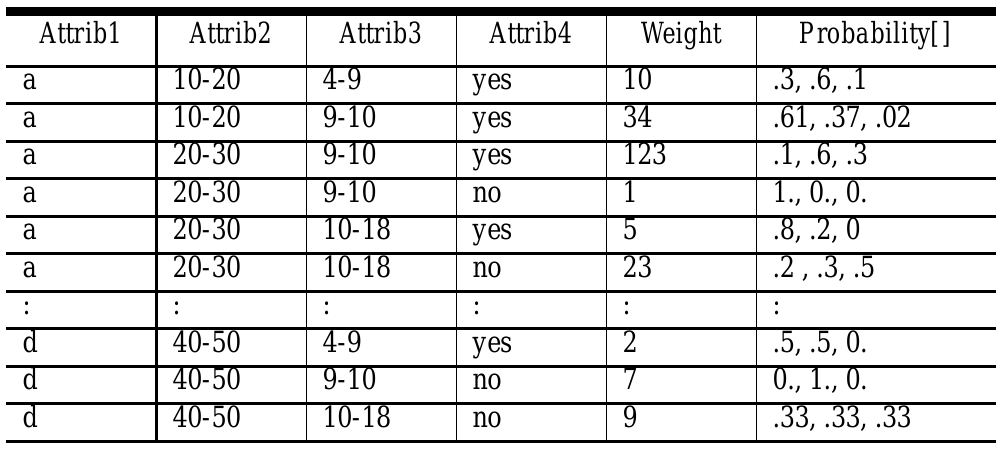 Attrib1 Attrib2 Attrib3 Attrib4 Weight Probability[]
a 10-20 4-9 yes 10 .3, .6, .1
a 10-20 9-10 yes 34 .61, .37, .02
a 20-30 9-10 yes 123 .1, .6, .3
a 20-30 9-10 no 1 1., 0., 0.
a 20-30 10-18 yes 5 .8, .2, 0
a 20-30 10-18 no 23 .2 , .3, .5
: : : : : :
d 40-50 4-9 yes 2 .5, .5, 0.
d 40-50 9-10 no 7 0., 1., 0.
d 40-50 10-18 no 9 .33, .33, .33